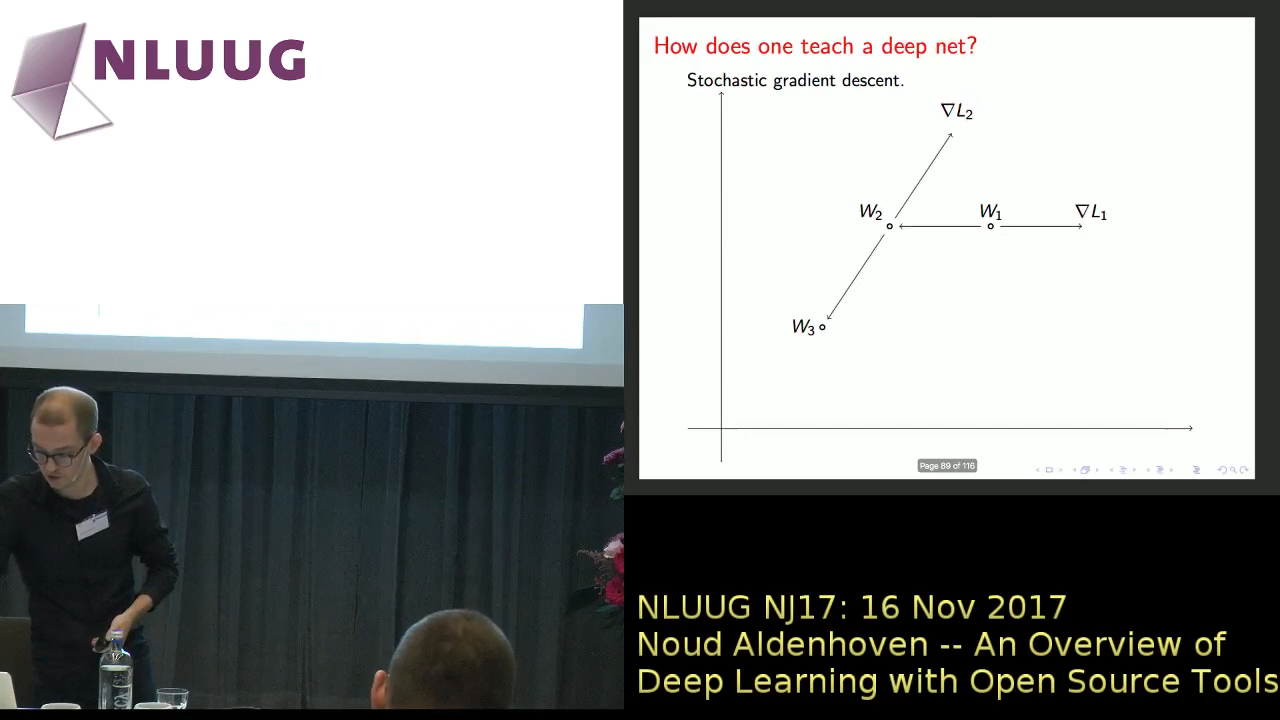 NLUUG
How does one teach a deep net?
Stochastic gradient descent.
∇L₂
W₂
W₁
∇L₁
W₃
Page 89 of 116
NLUUG NJ17: 16 Nov 2017
Noud Aldenhoven -- An Overview of
Deep Learning with Open Source Tools